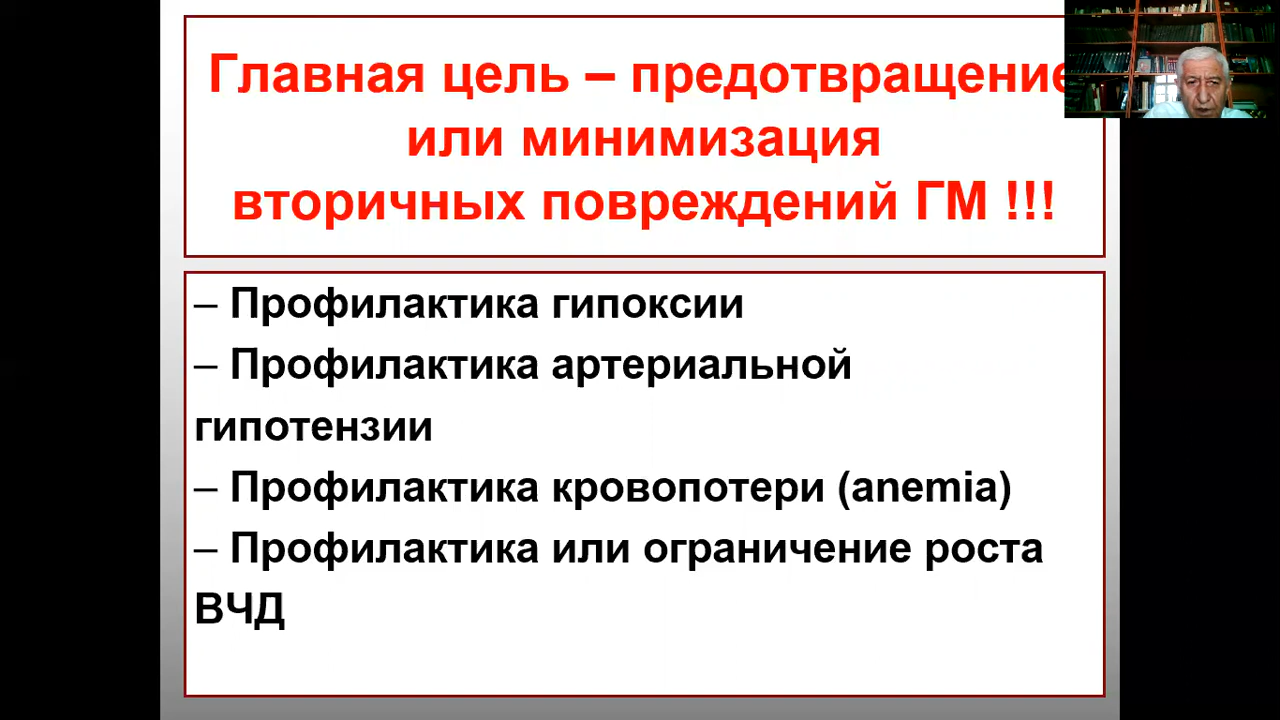 Главная цель – предотвращение
или минимизация
вторичных повреждений ГМ !!!
– Профилактика гипоксии
– Профилактика артериальной
гипотензии
– Профилактика кровопотери (anemia)
– Профилактика или ограничение роста
ВЧД